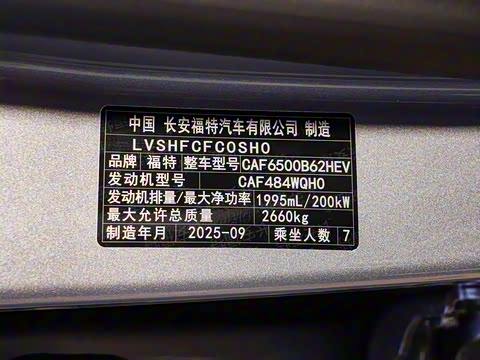 中国 长安福特汽车有限公司 制造
LVSHFCFC0SH0
品牌 福特 整车型号 CAF6500B62HEV
发动机型号 CAF484WQH0
发动机排量/最大净功率 1995mL/200kW
最大允许总质量 2660kg
制造年月 2025-09 乘坐人数 7